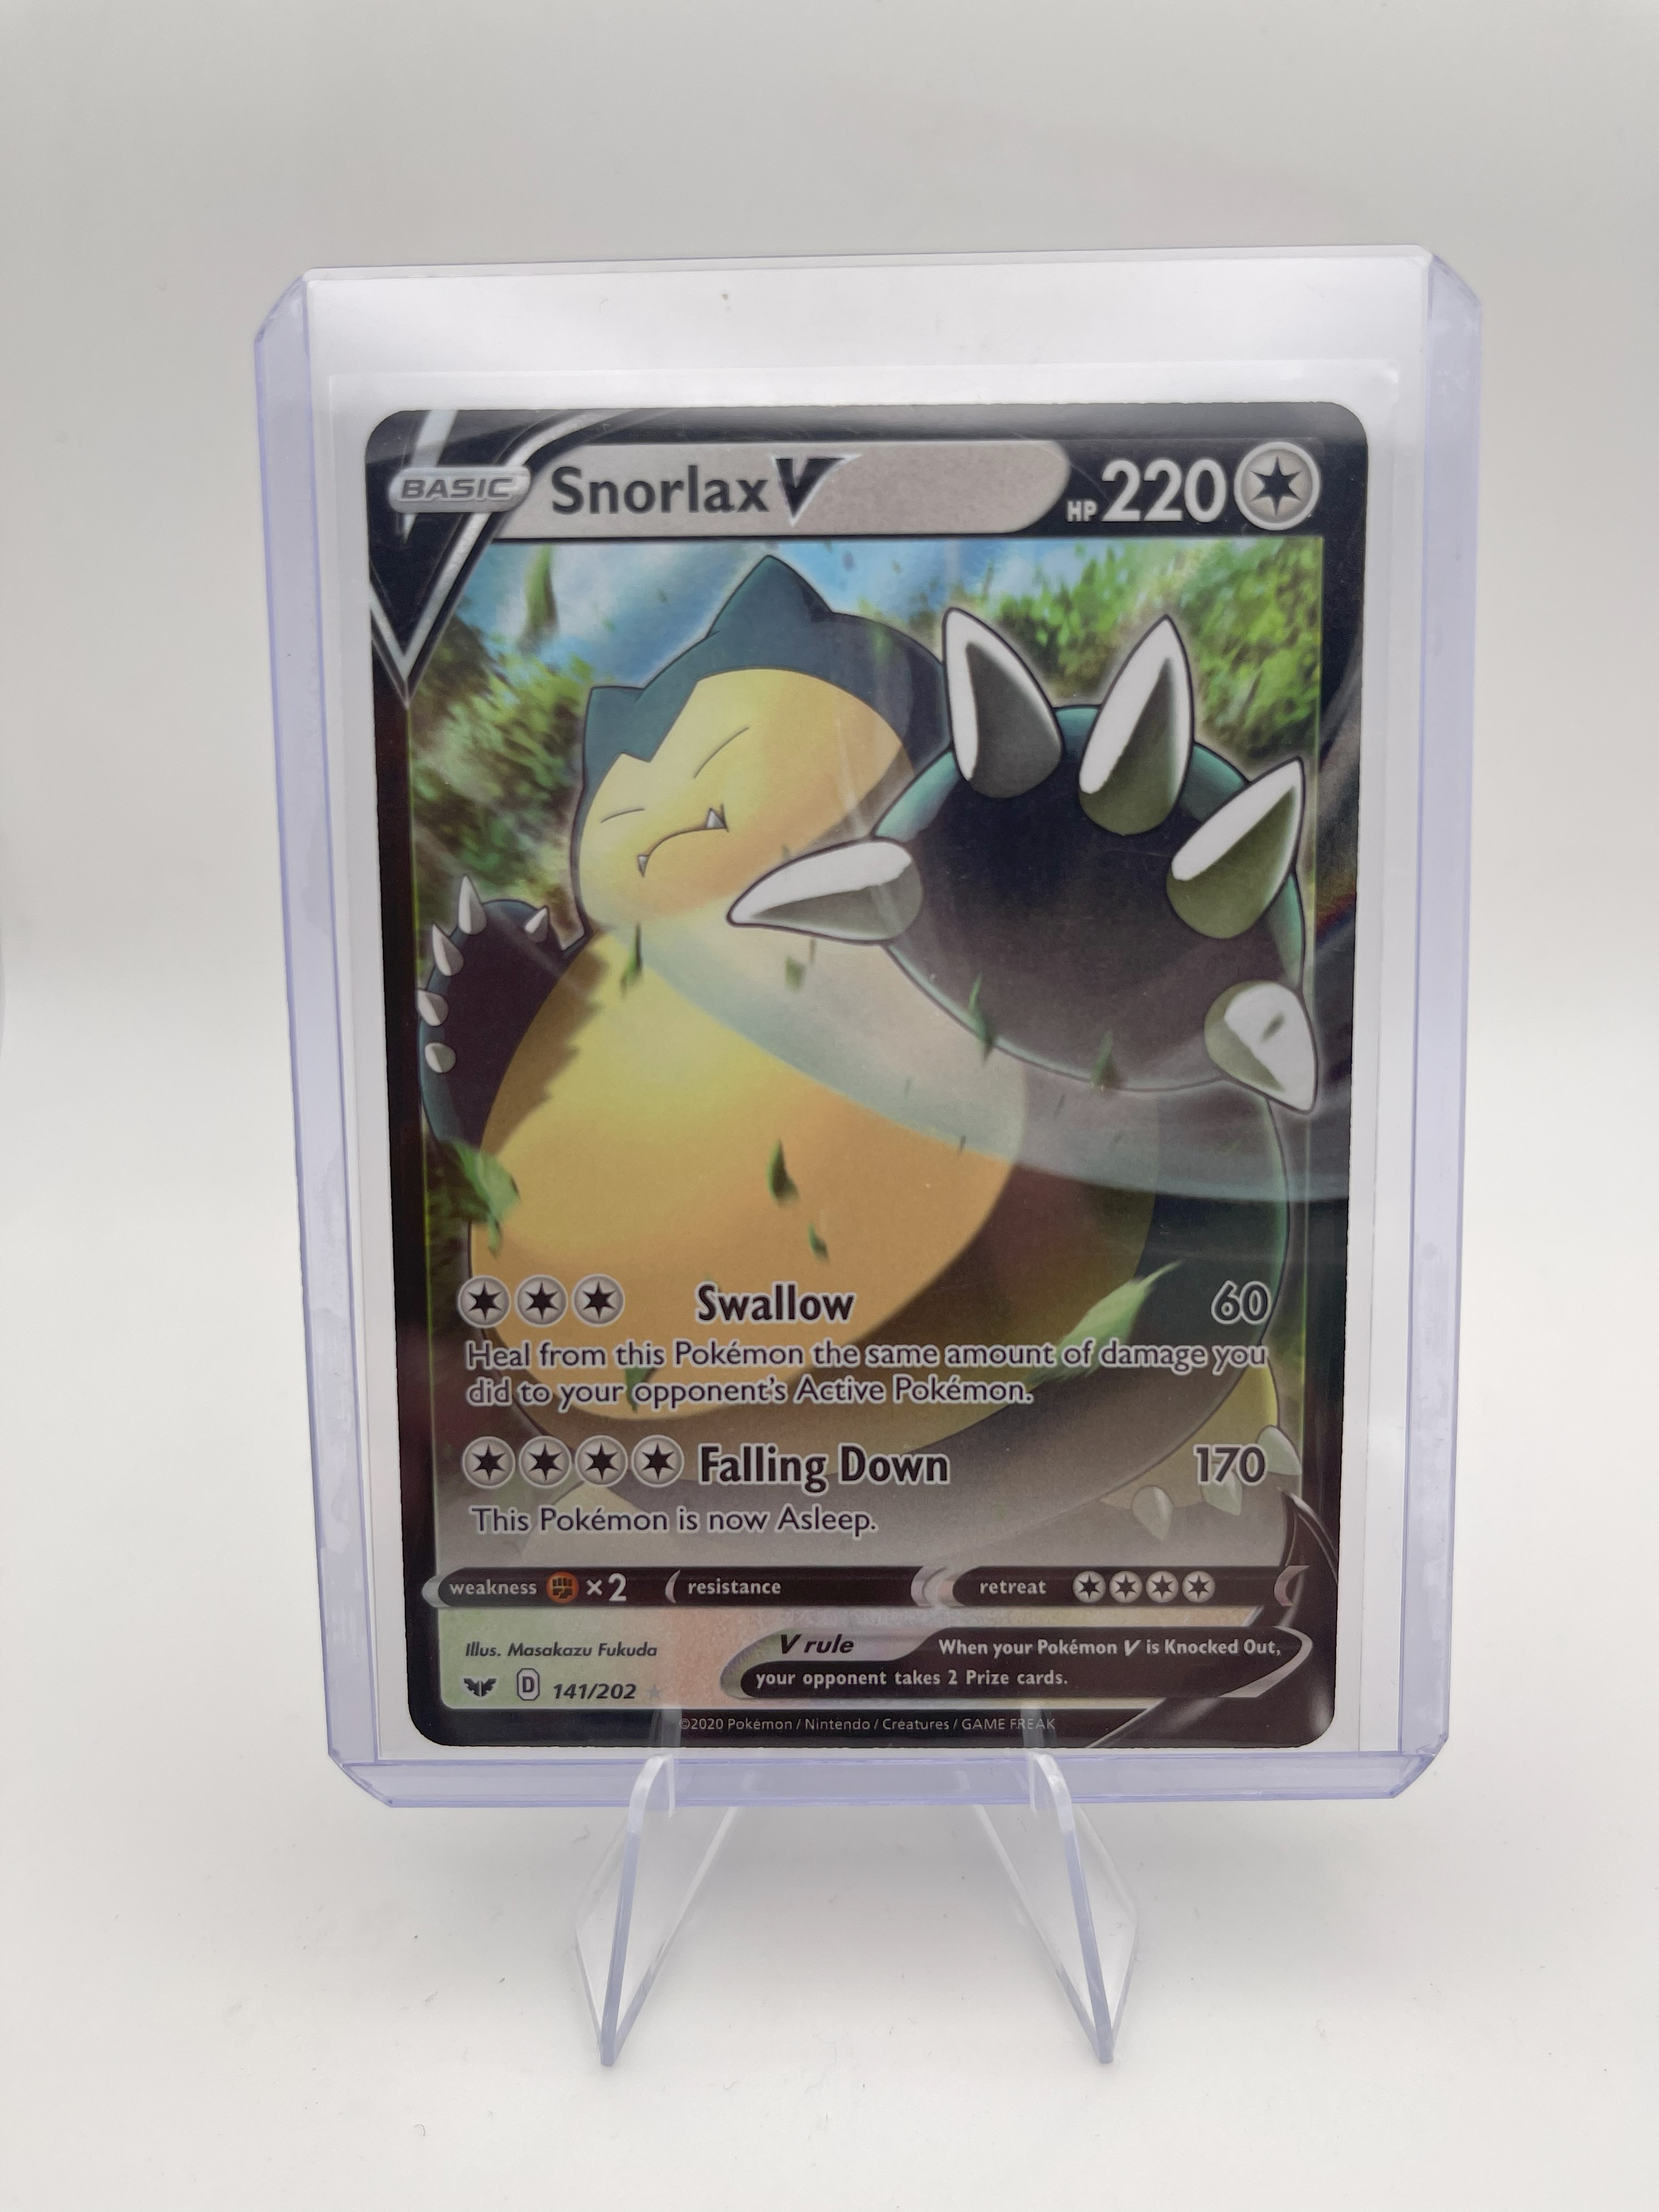 BASIC Snorlax V HP 220
Swallow 60
Heal from this Pokémon the same amount of damage you
did to your opponent's Active Pokémon.
Falling Down 170
This Pokémon is now Asleep.
weakness ×2 resistance retreat
Illus. Masakazu Fukuda
V rule When your Pokémon V is Knocked Out,
your opponent takes 2 Prize cards.
D 141/202
©2020 Pokémon / Nintendo / Creatures / GAME FREAK